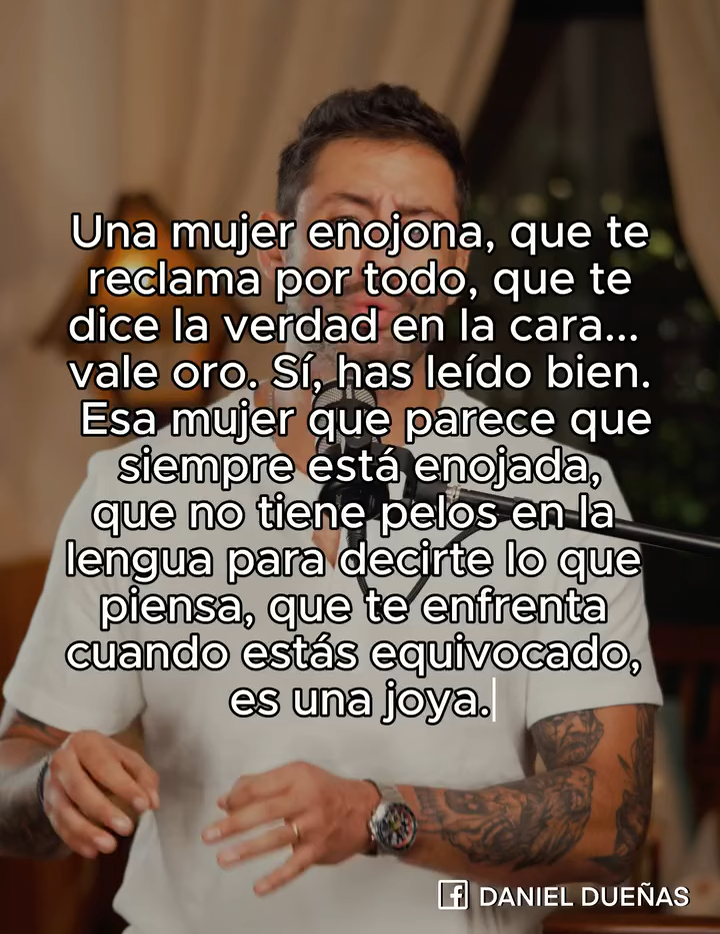 Una mujer enojona, que te
reclama por todo, que te
dice la verdad en la cara...
vale oro. Sí, has leído bien.
Esa mujer que parece que
siempre está enojada,
que no tiene pelos en la
lengua para decirte lo que
piensa, que te enfrenta
cuando estás equivocado,
es una joya.
DANIEL DUEÑAS